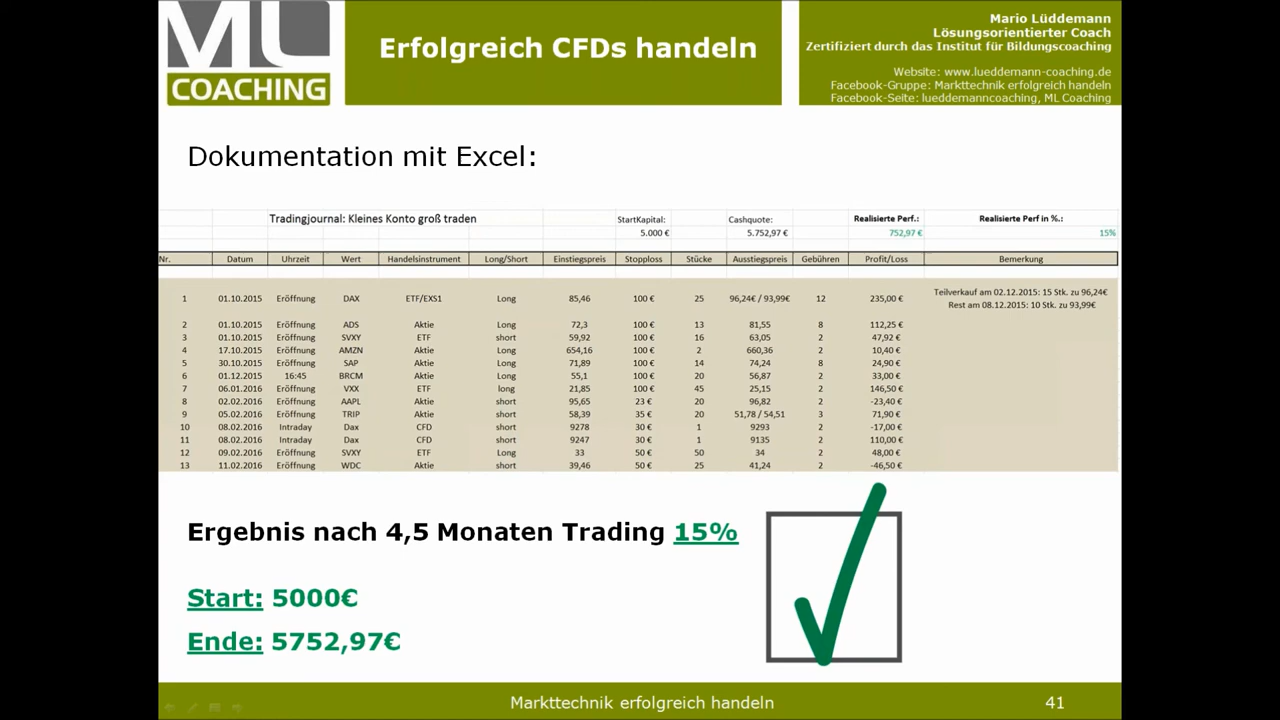 ML
COACHING
Erfolgreich CFDs handeln
Mario Lüddemann
Lösungsorientierter Coach
Zertifiziert durch das Institut für Bildungscoaching
Website: www.lueddemann-coaching.de
Facebook-Gruppe: Markttechnik erfolgreich handeln
Facebook-Seite: lueddemanncoaching, ML Coaching
Dokumentation mit Excel:
Tradingjournal: Kleines Konto groß traden StartKapital: Cashquote: Realisierte Perf.: Realisierte Perf in %.:
5.000 € 5.752,97 € 752,97 € 15%
Nr. Datum Uhrzeit Wert Handelsinstrument Long/Short Einstiegspreis Stopploss Stücke Ausstiegspreis Gebühren Profit/Loss Bemerkung
1 01.10.2015 Eröffnung DAX ETF/EXS1 Long 85,46 100 € 25 96,24€ / 93,99€ 12 235,00 € Teilverkauf am 02.12.2015: 15 Stk. zu 96,24€
Rest am 08.12.2015: 10 Stk. zu 93,99€
2 01.10.2015 Eröffnung ADS Aktie Long 72,3 100 € 13 81,55 8 112,25 €
3 01.10.2015 Eröffnung SVXY ETF short 59,92 100 € 16 63,05 2 47,92 €
4 17.10.2015 Eröffnung AMZN Aktie Long 654,16 100 € 2 660,36 2 10,40 €
5 30.10.2015 Eröffnung SAP Aktie Long 71,89 100 € 14 74,24 8 24,90 €
6 01.12.2015 16:45 BRCM Aktie Long 55,1 100 € 20 56,87 2 33,00 €
7 06.01.2016 Eröffnung VXX ETF long 21,85 100 € 45 25,15 2 146,50 €
8 02.02.2016 Eröffnung AAPL Aktie short 95,65 23 € 20 96,82 2 -23,40 €
9 05.02.2016 Eröffnung TRIP Aktie short 58,39 35 € 20 51,78 / 54,51 3 71,90 €
10 08.02.2016 Intraday Dax CFD short 9278 30 € 1 9293 2 -17,00 €
11 08.02.2016 Intraday Dax CFD short 9247 30 € 1 9135 2 110,00 €
12 09.02.2016 Eröffnung SVXY ETF Long 33 50 € 50 34 2 48,00 €
13 11.02.2016 Eröffnung WDC Aktie short 39,46 50 € 25 41,24 2 -46,50 €
Ergebnis nach 4,5 Monaten Trading 15%
Start: 5000€
Ende: 5752,97€
Markttechnik erfolgreich handeln 41